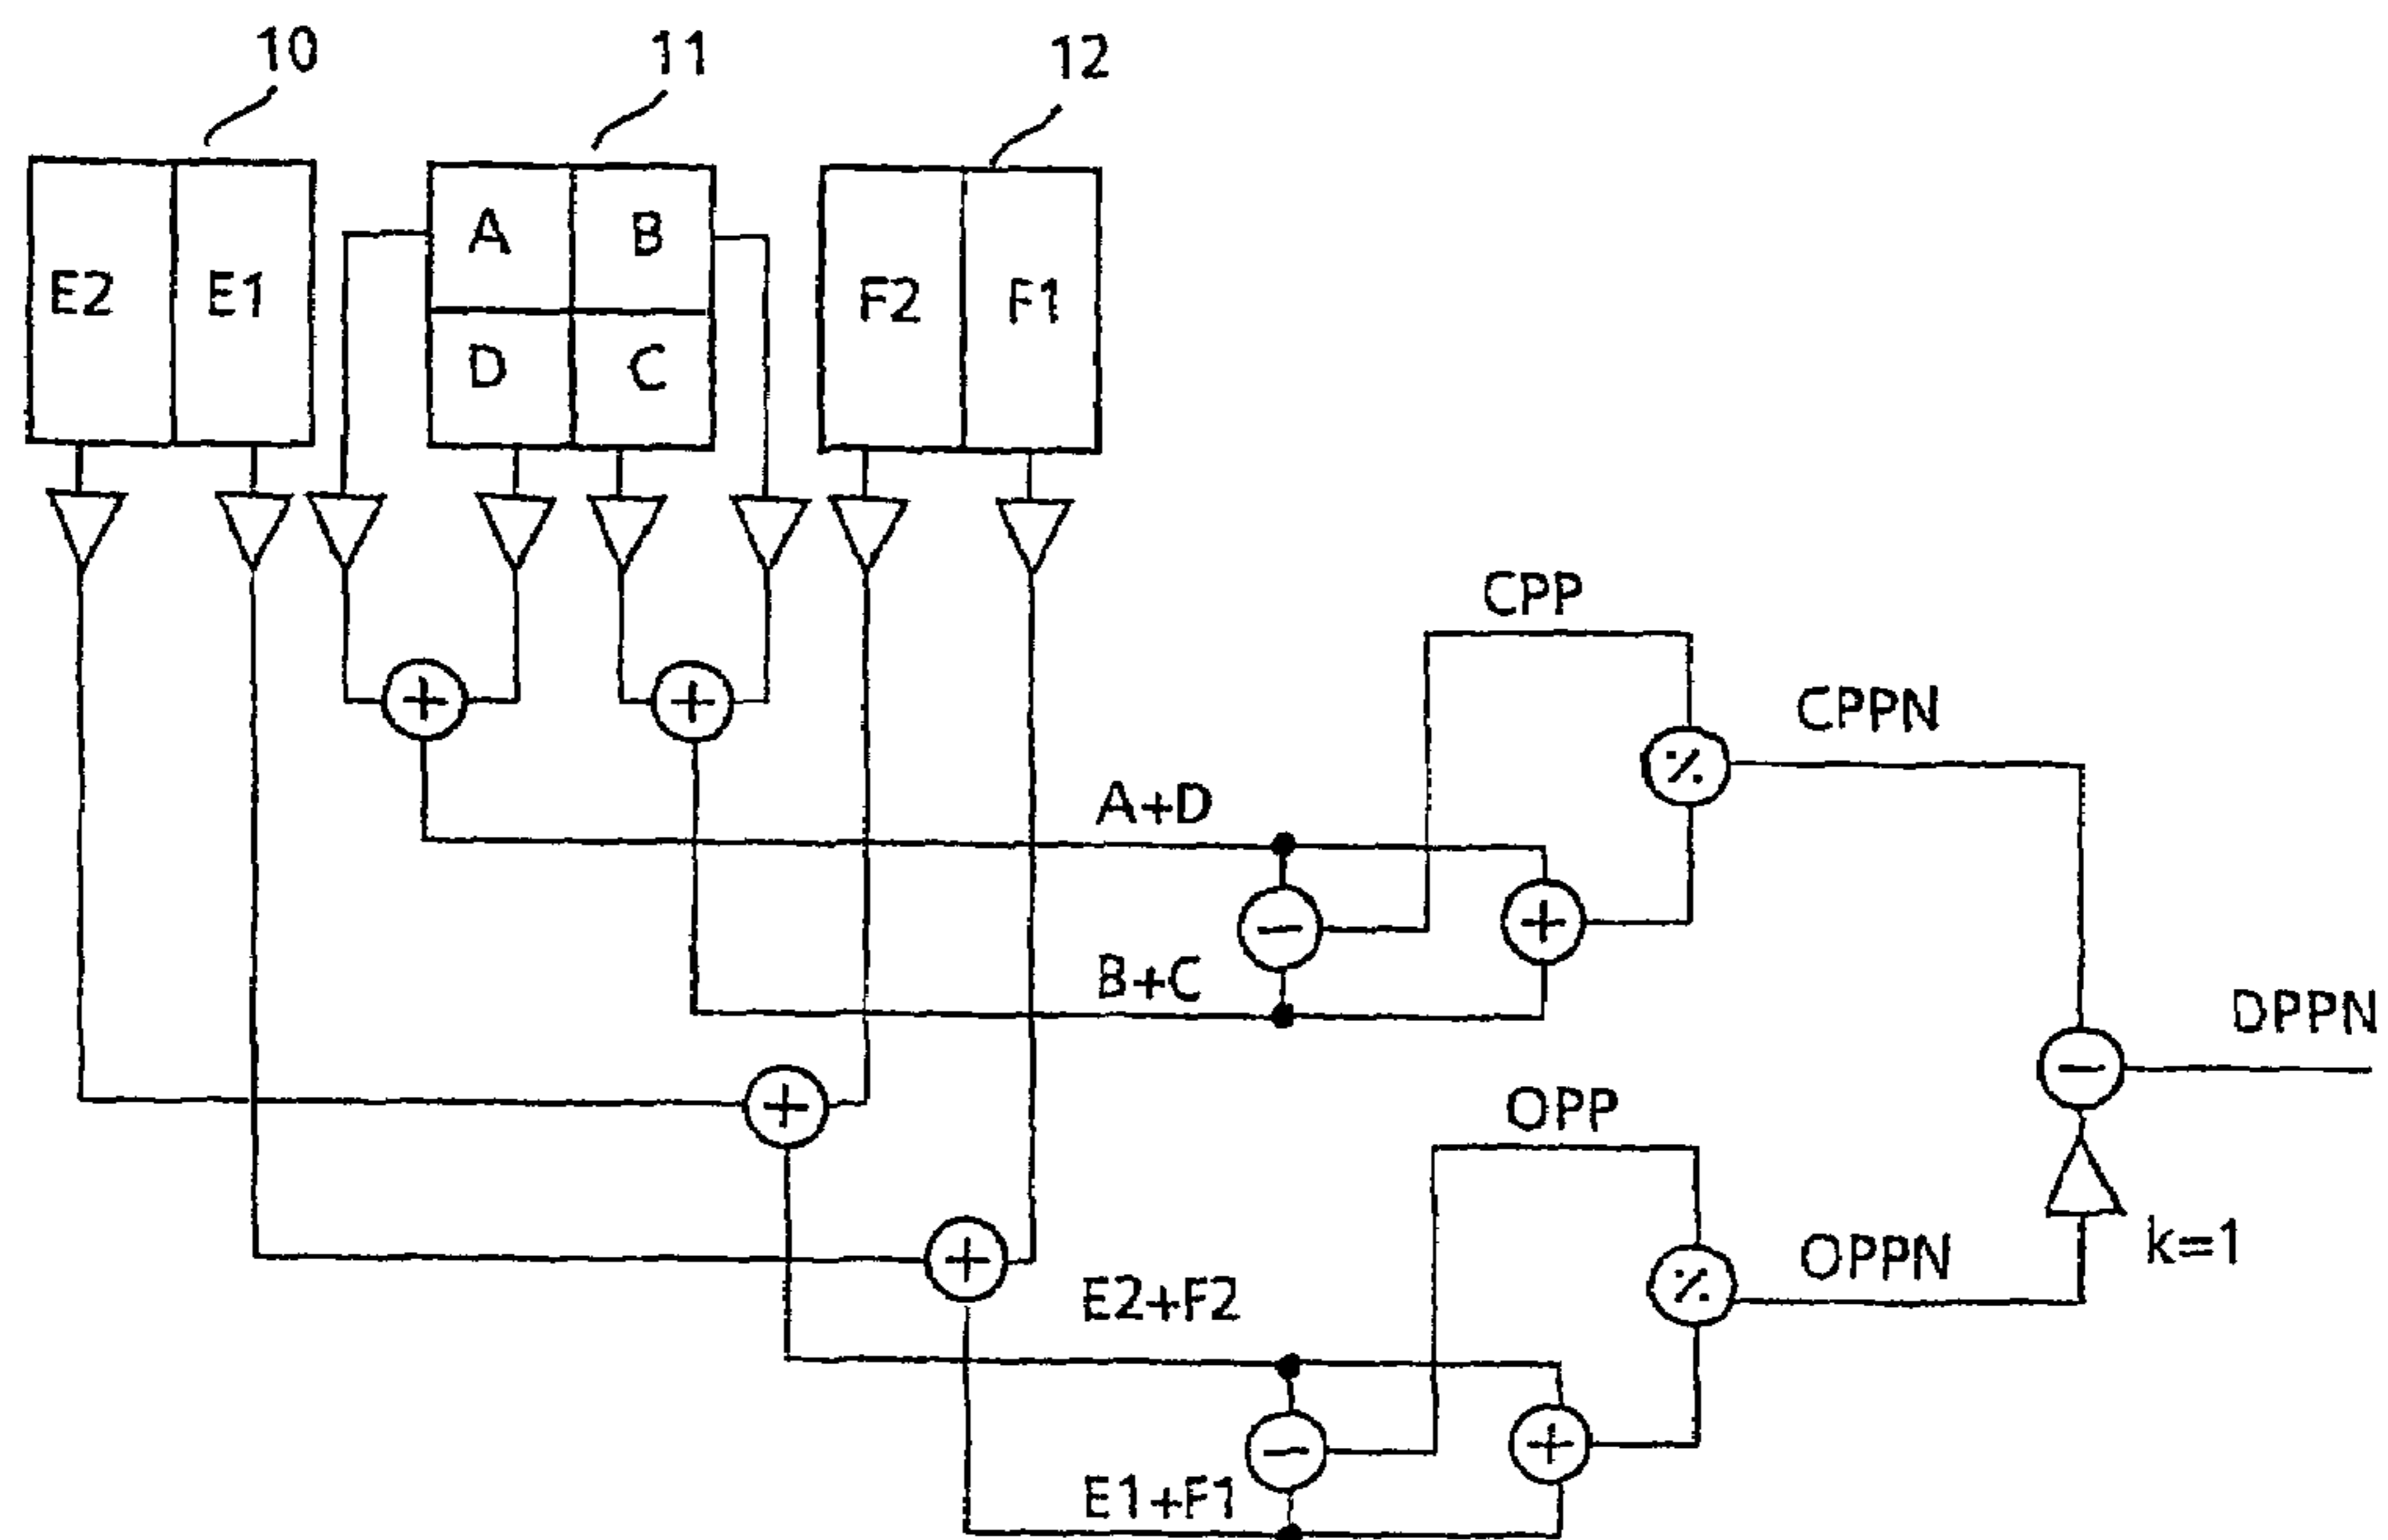 10
11
12
E2
E1
A
B
D
C
F2
F1
CPP
CPPN
A+D
B+C
DPPN
OPP
OPPN
k=1
E2+F2
E1+F1